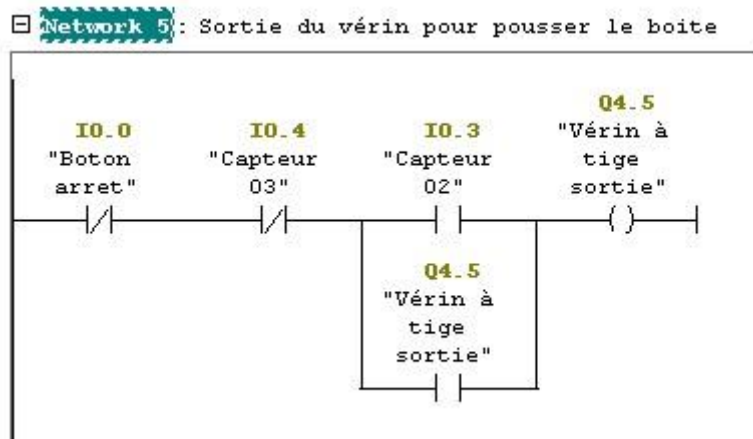 Network 5: Sortie du vérin pour pousser le boite
Q4.5
I0.0 I0.4 I0.3 "Vérin à
"Boton "Capteur "Capteur tige
arret" 03" 02" sortie"
Q4.5
"Vérin à
tige
sortie"